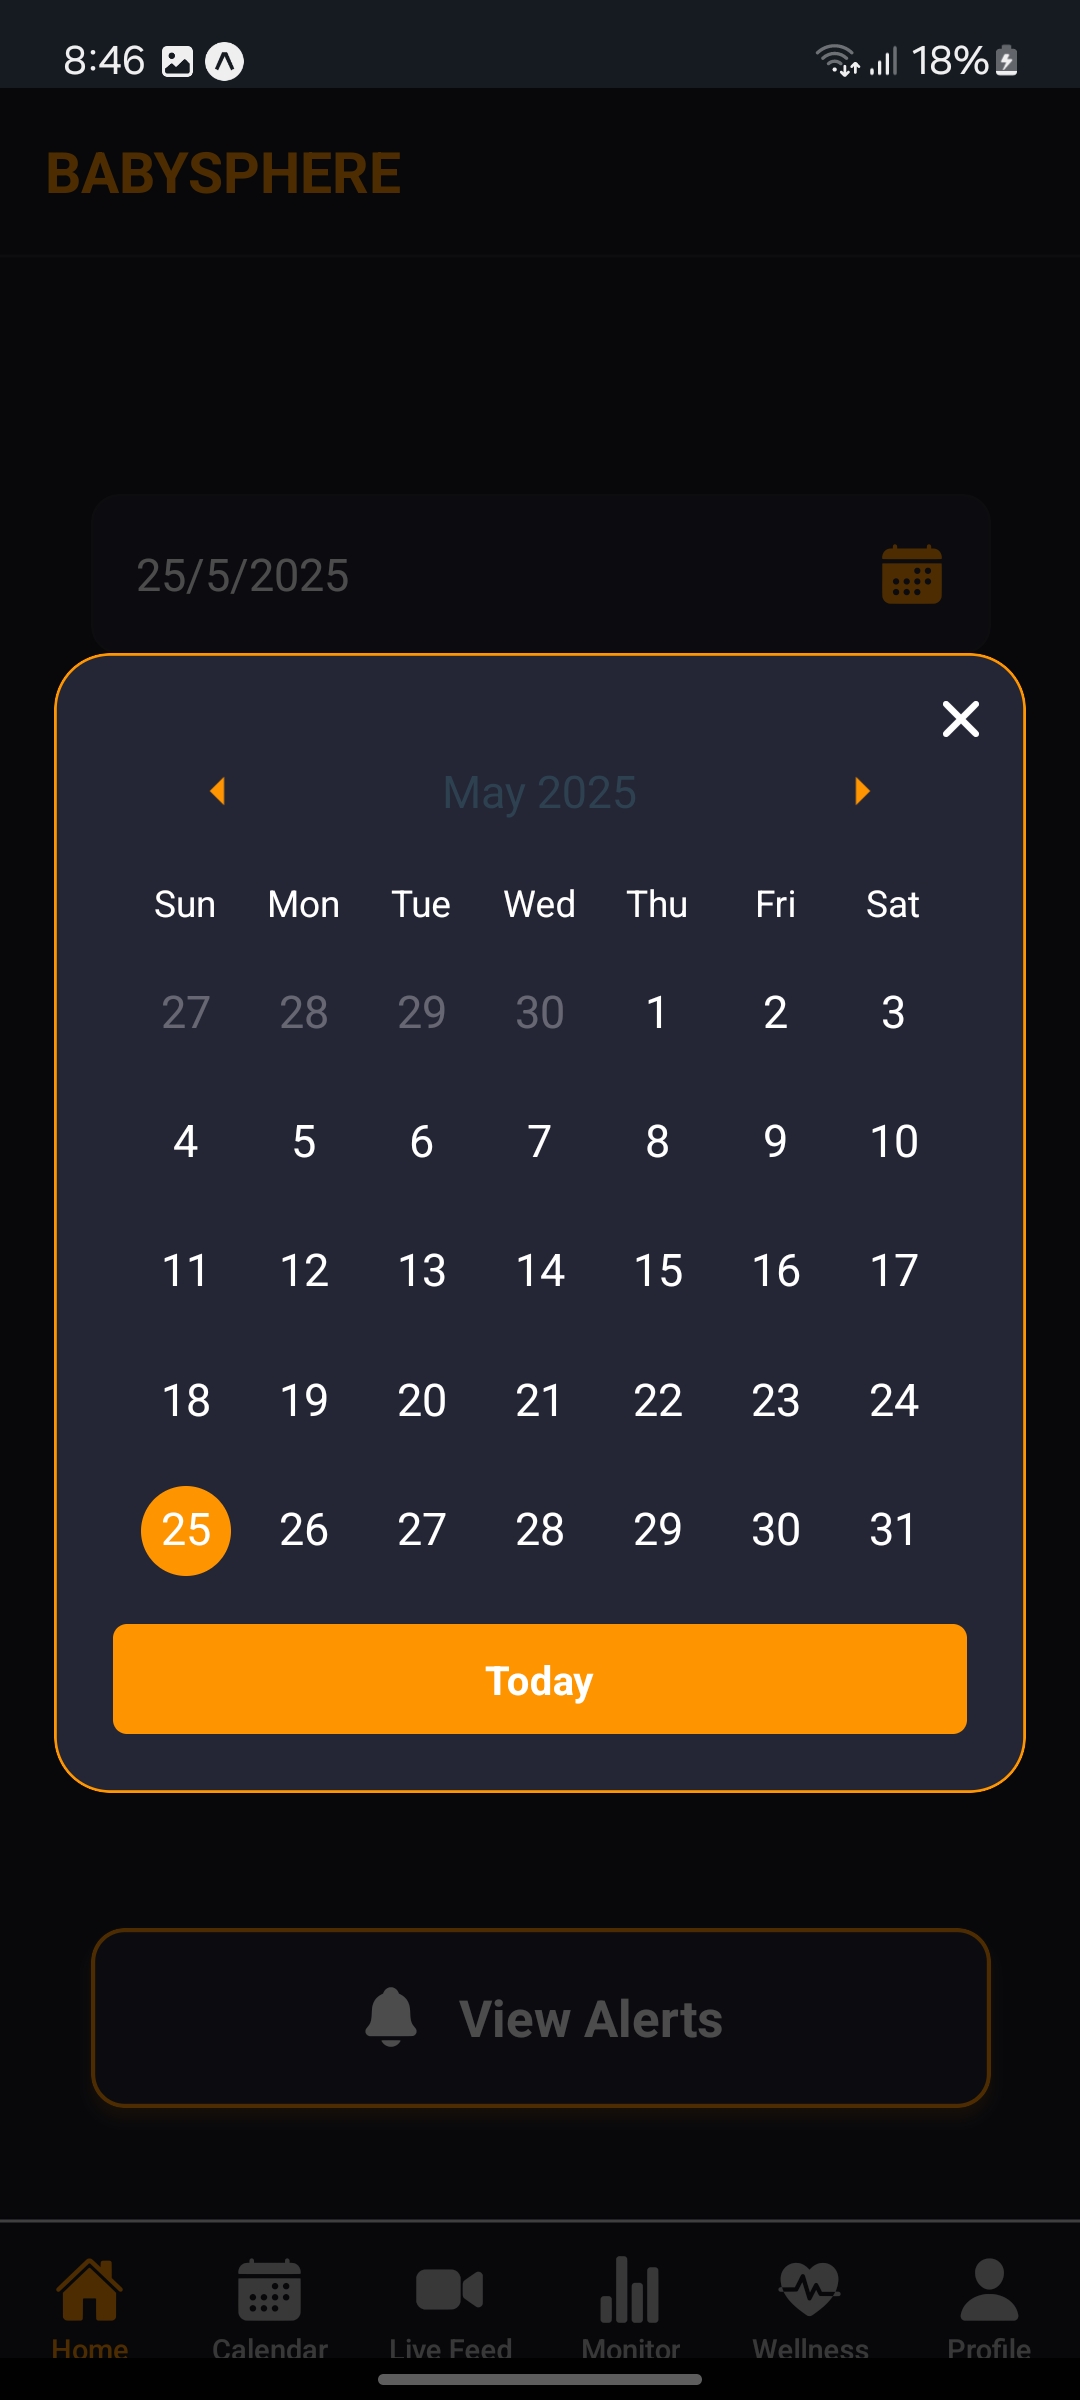 8:46 18%
BABYSPHERE
25/5/2025
May 2025
Sun Mon Tue Wed Thu Fri Sat
27 28 29 30 1 2 3
4 5 6 7 8 9 10
11 12 13 14 15 16 17
18 19 20 21 22 23 24
25 26 27 28 29 30 31
Today
View Alerts
Home Calendar Live Feed Monitor Wellness Profile